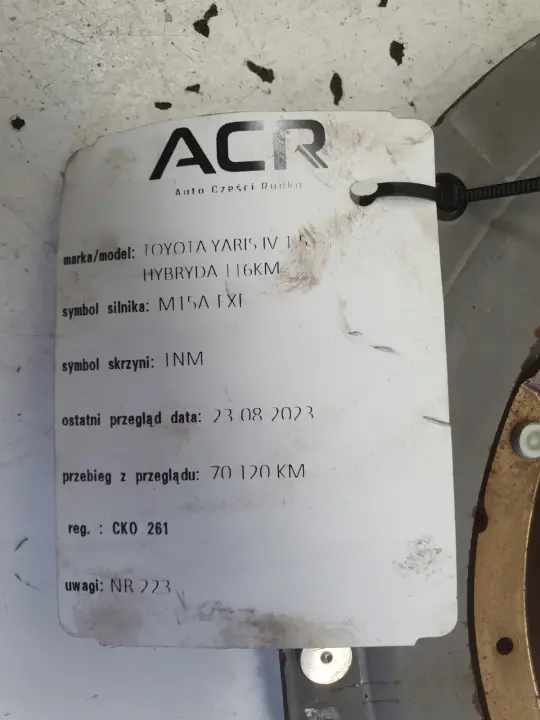 ACR
Auto Części Rudka
marka/model: TOYOTA YARIS IV 1.5
HYBRYDA 116KM
symbol silnika: M15A FXE
symbol skrzyni: 1NM
ostatni przegląd data: 23 08 2023
przebieg z przeglądu: 70 120 KM
reg. : CKO 261
uwagi: NR 223